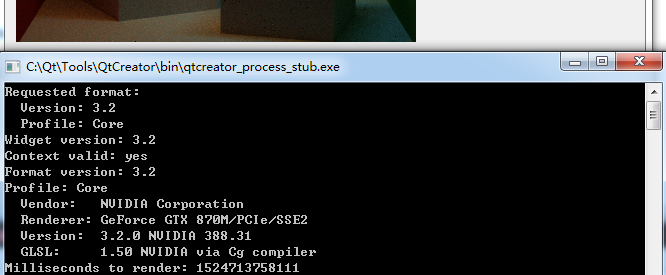 C:\Qt\Tools\QtCreator\bin\qtcreator_process_stub.exe
Requested format:
  Version: 3.2
  Profile: Core
Widget version: 3.2
Context valid: yes
Format version: 3.2
Profile: Core
  Vendor:   NVIDIA Corporation
  Renderer: GeForce GTX 870M/PCIe/SSE2
  Version:  3.2.0 NVIDIA 388.31
  GLSL:     1.50 NVIDIA via Cg compiler
Milliseconds to render: 1524713758111